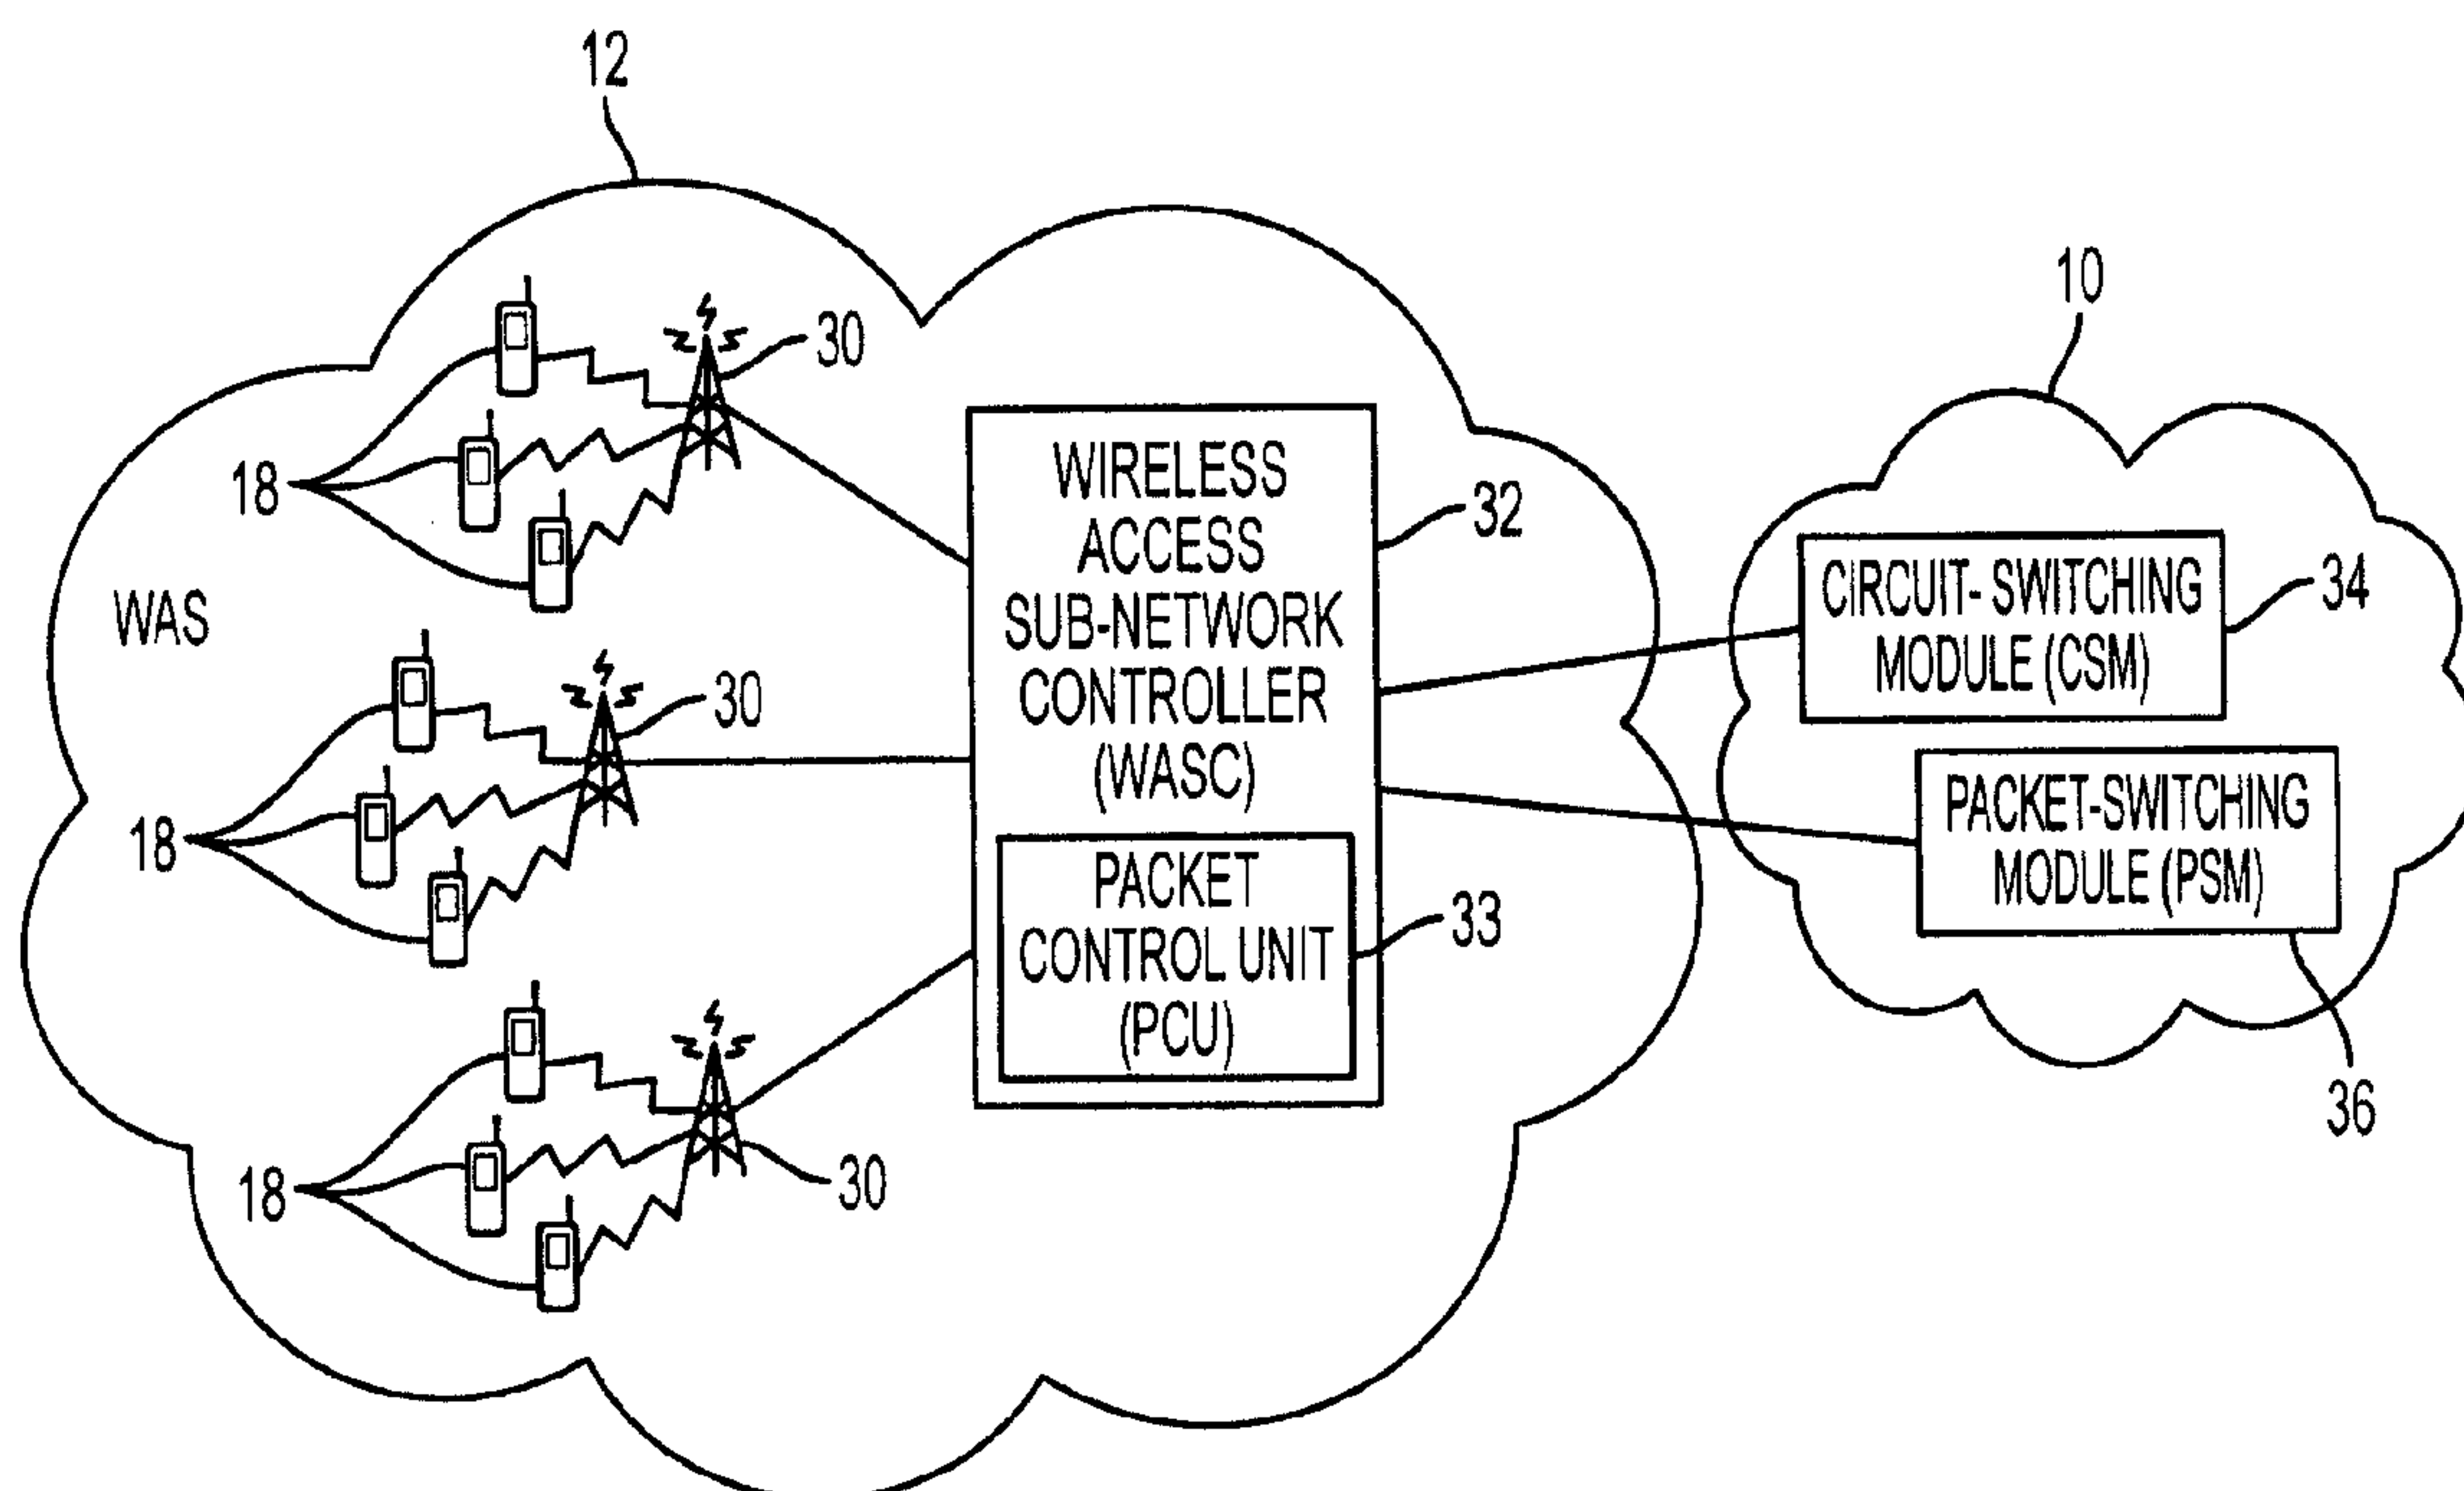 12
10
30
WIRELESS
ACCESS
SUB-NETWORK
CONTROLLER
(WASC)
32
18
CIRCUIT-SWITCHING
MODULE (CSM)
34
WAS
30
PACKET-SWITCHING
MODULE (PSM)
18
PACKET
CONTROL UNIT
(PCU)
33
36
18
30